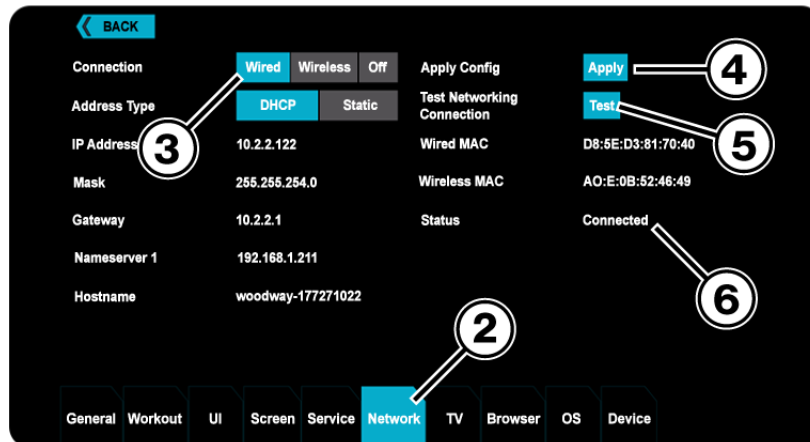 BACK
Connection Wired Wireless Off Apply Config Apply 4
Address Type DHCP Static Test Networking Connection Test 5
IP Address 3 10.2.2.122 Wired MAC D8:5E:D3:81:70:40
Mask 255.255.254.0 Wireless MAC AO:E:0B:52:46:49
Gateway 10.2.2.1 Status Connected
Nameserver 1 192.168.1.211
Hostname woodway-177271022 6
2
General Workout UI Screen Service Network TV Browser OS Device